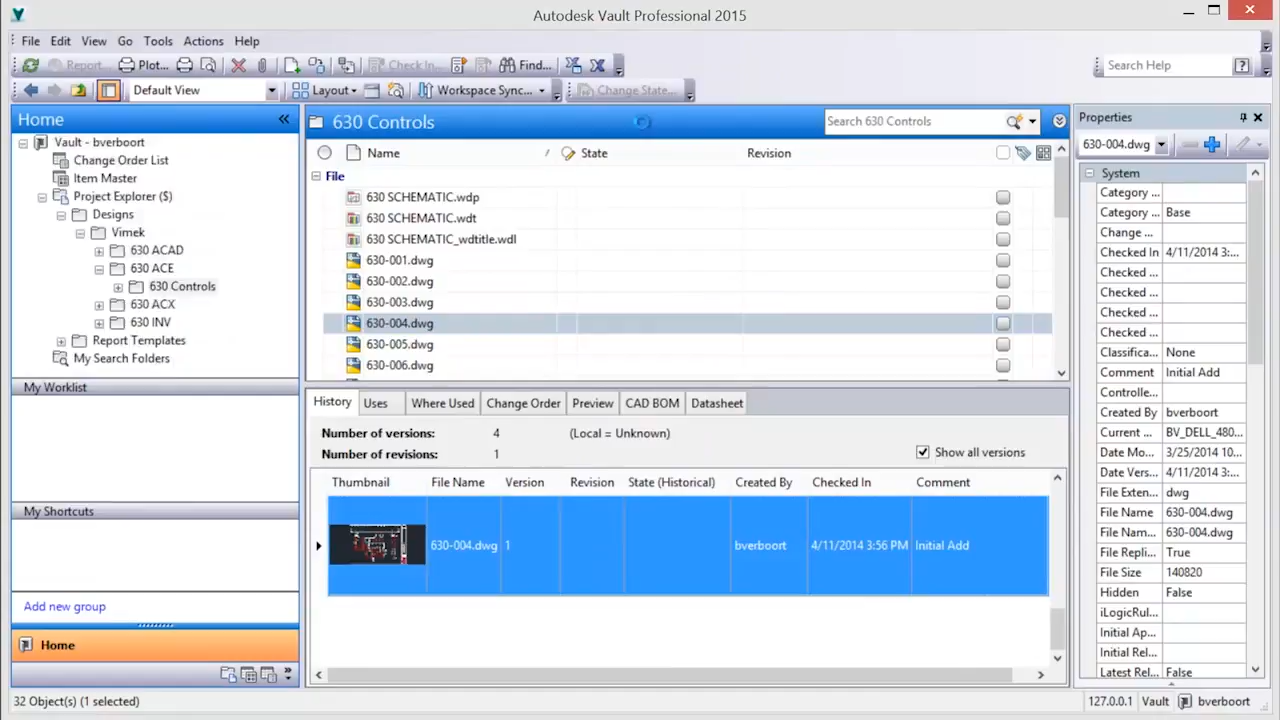 Autodesk Vault Professional 2015
File Edit View Go Tools Actions Help
Report Plot... Check In... Find... Search Help
Default View Layout Workspace Sync... Change State...
Home
Vault - bverboort
Change Order List
Item Master
Project Explorer ($)
Designs
Vimek
630 ACAD
630 ACE
630 Controls
630 ACX
630 INV
Report Templates
My Search Folders
My Worklist
My Shortcuts
Add new group
Home
630 Controls Search 630 Controls
Name / State Revision
File
630 SCHEMATIC.wdp
630 SCHEMATIC.wdt
630 SCHEMATIC_wdtitle.wdl
630-001.dwg
630-002.dwg
630-003.dwg
630-004.dwg
630-005.dwg
630-006.dwg
History Uses Where Used Change Order Preview CAD BOM Datasheet
Number of versions: 4 (Local = Unknown)
Number of revisions: 1
Show all versions
Thumbnail File Name Version Revision State (Historical) Created By Checked In Comment
630-004.dwg 1 bverboort 4/11/2014 3:56 PM Initial Add
Properties
630-004.dwg
System
Category ...
Category ... Base
Change ...
Checked In 4/11/2014 3:...
Checked ...
Checked ...
Checked ...
Checked ...
Classifica... None
Comment Initial Add
Controlle...
Created By bverboort
Current ... BV_DELL_480...
Date Mo... 3/25/2014 10...
Date Vers... 4/11/2014 3:...
File Exten... dwg
File Name 630-004.dwg
File Nam... 630-004.dwg
File Repli... True
File Size 140820
Hidden False
iLogicRul...
Initial Ap...
Initial Rel...
Latest Rel... False
32 Object(s) (1 selected) 127.0.0.1 Vault bverboort